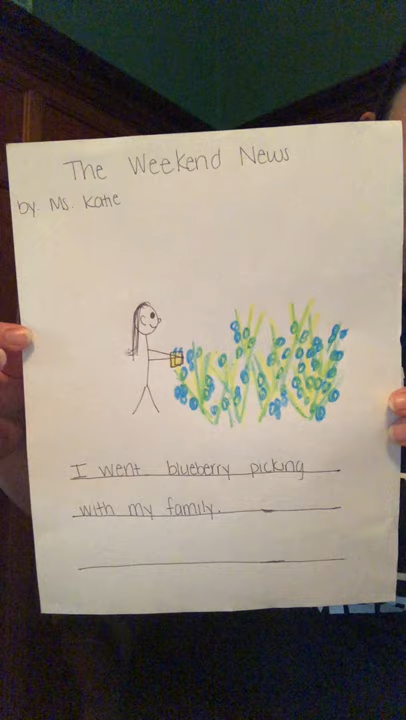 The Weekend News
by: Ms. Katie
I went blueberry picking
with my family.